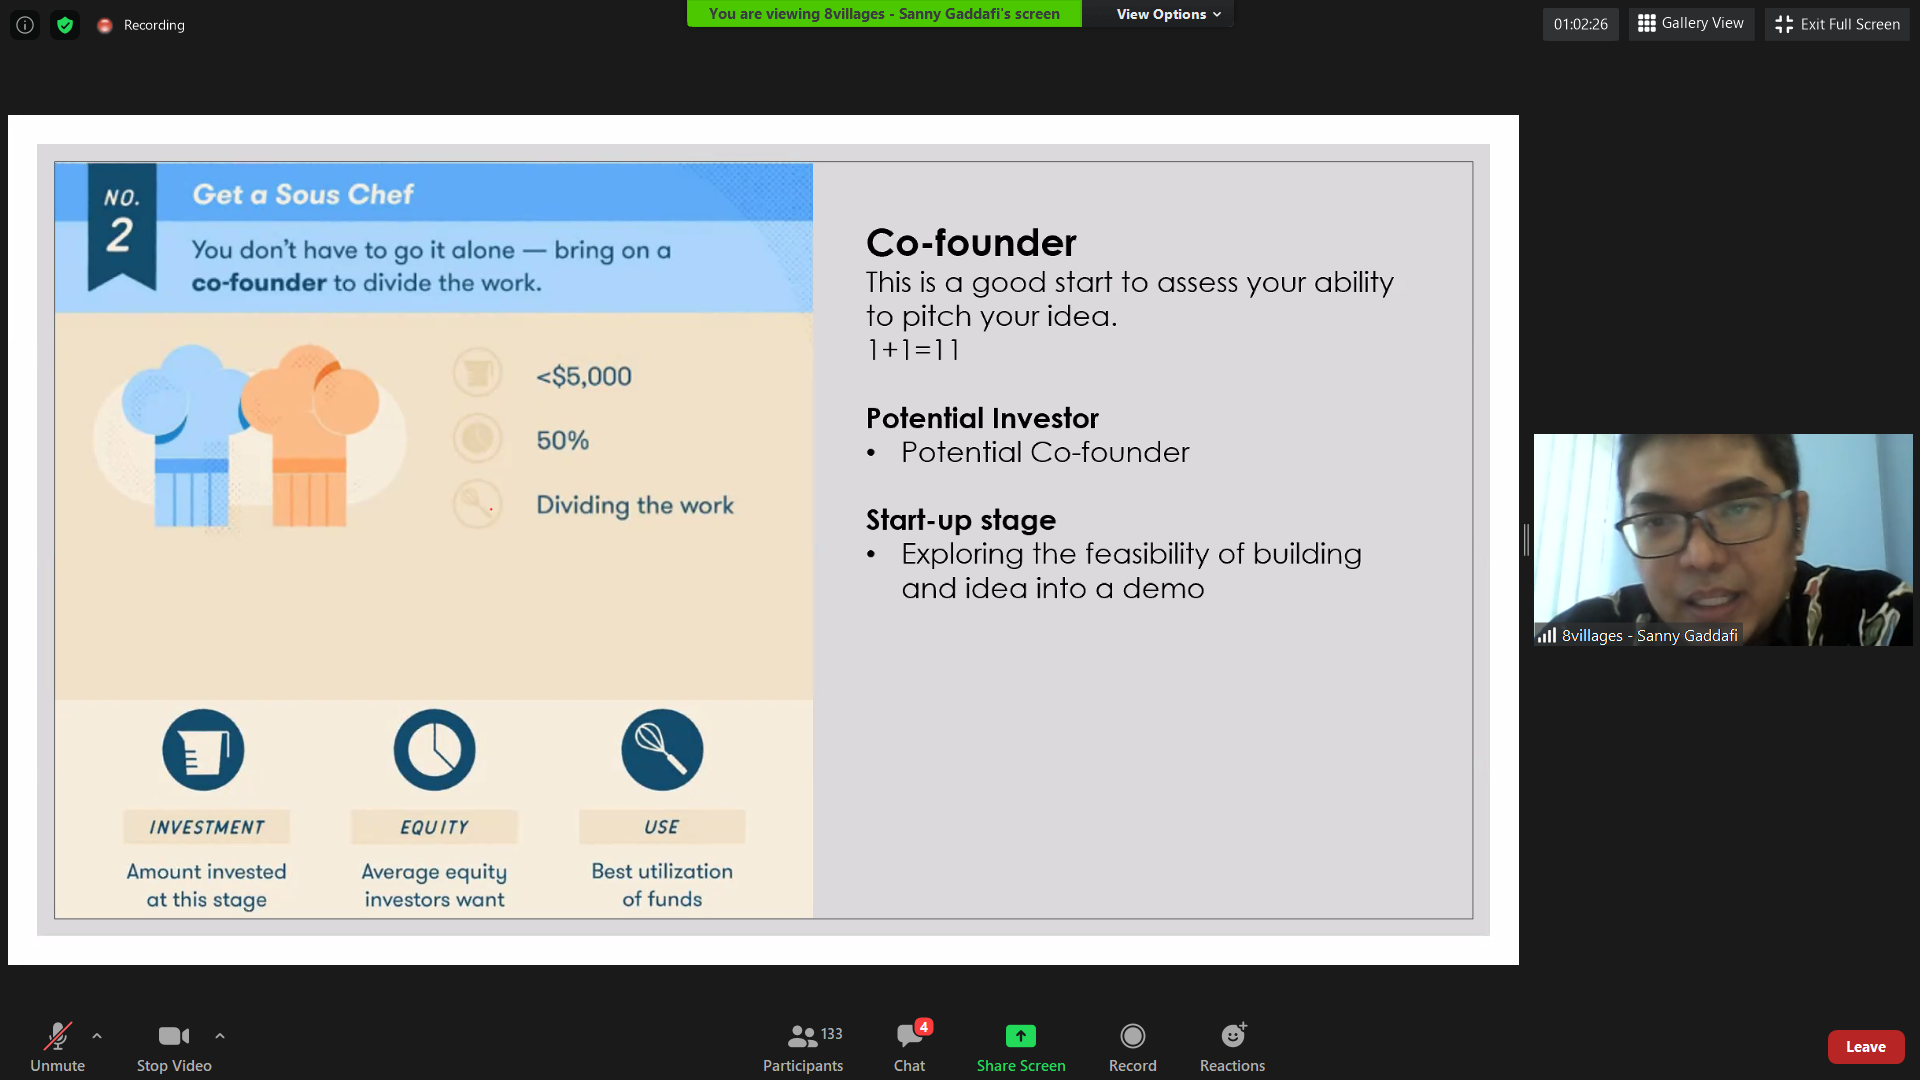 Recording
You are viewing 8villages - Sanny Gaddafi's screen
View Options
01:02:26
Gallery View
Exit Full Screen
NO.
2
Get a Sous Chef
You don't have to go it alone — bring on a
co-founder to divide the work.
<$5,000
50%
Dividing the work
INVESTMENT
Amount invested
at this stage
EQUITY
Average equity
investors want
USE
Best utilization
of funds
Co-founder
This is a good start to assess your ability
to pitch your idea.
1+1=11
Potential Investor
• Potential Co-founder
Start-up stage
• Exploring the feasibility of building
and idea into a demo
8villages - Sanny Gaddafi
Unmute
Stop Video
133
Participants
4
Chat
Share Screen
Record
Reactions
Leave